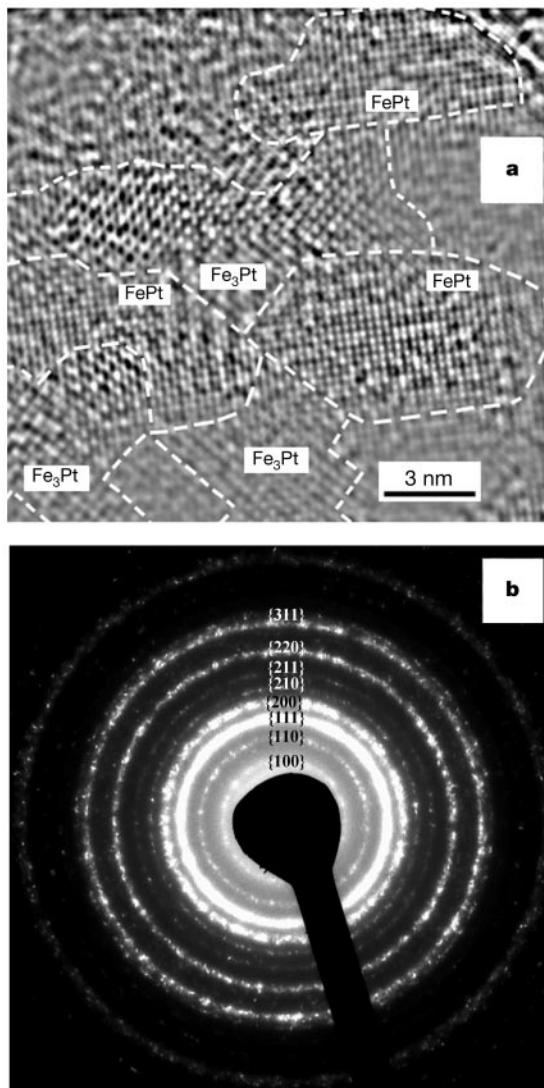 FePt
a
FePt
Fe₃Pt
FePt
Fe₃Pt
Fe₃Pt
3 nm
b
{311}
{220}
{211}
{210}
{200}
{111}
{110}
{100}